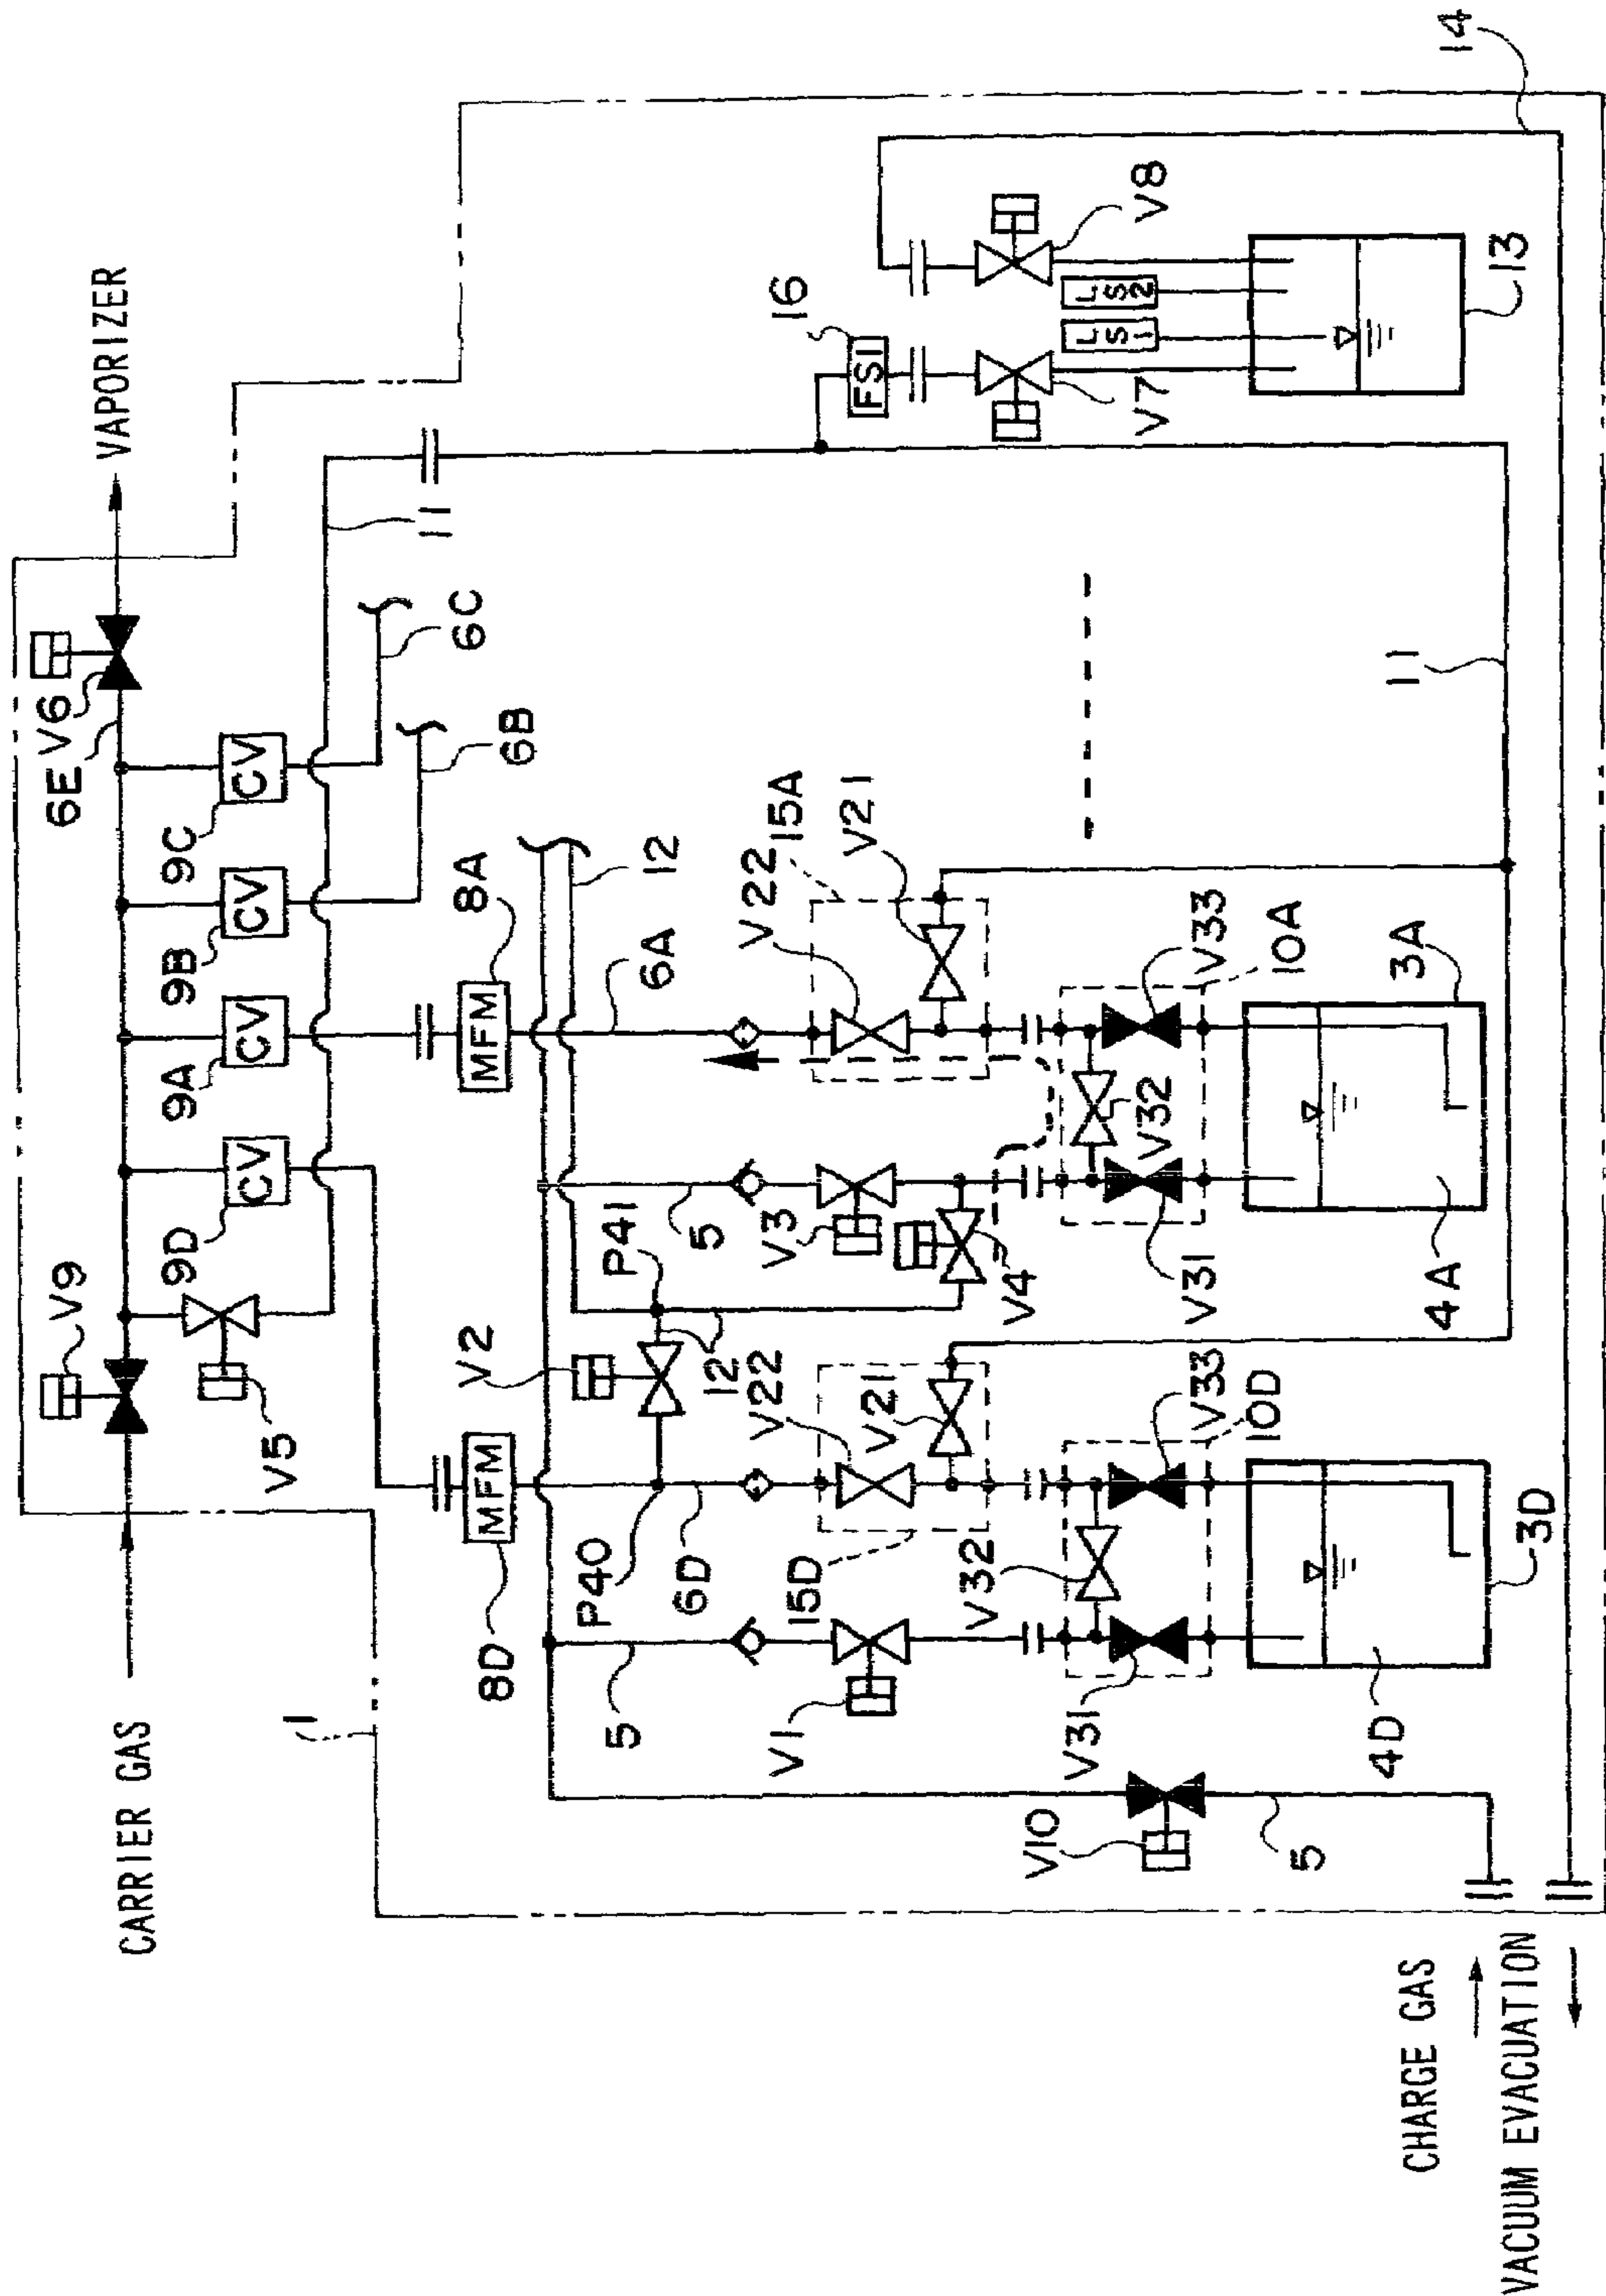 CARRIER GAS
VAPORIZER
V9
V5
9D
9A
9B
9C
6E
V6
CV
CV
CV
CV
11
6C
6B
1
8D
MFM
V2
P41
MFM
8A
12
P40
12
5
6D
5
6A
V22
15A
V21
V1
15D
V22
V21
V3
V4
V32
V33
10D
V31
V32
V33
10A
V31
V10
5
4D
3D
4A
3A
11
16
FS1
LS1
LS2
V7
V8
13
14
CHARGE GAS
VACUUM EVACUATION